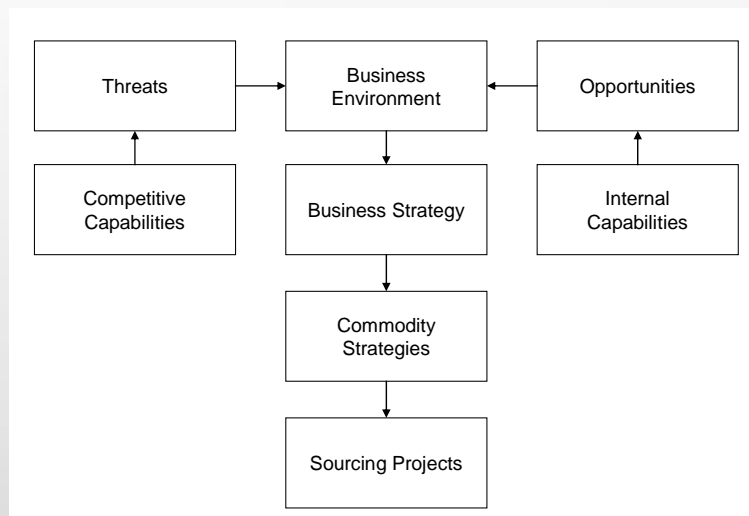 Threats
Business
Environment
Opportunities
Competitive
Capabilities
Business Strategy
Internal
Capabilities
Commodity
Strategies
Sourcing Projects